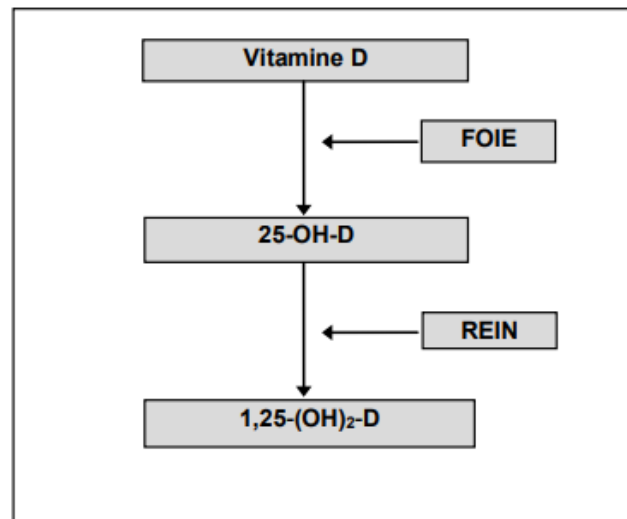 Vitamine D
FOIE
25-OH-D
REIN
1,25-(OH)₂-D